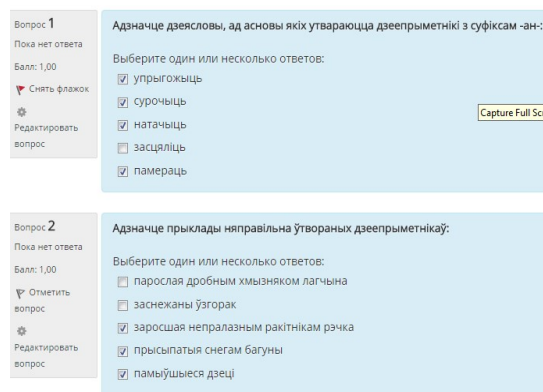 Вопрос 1
Пока нет ответа
Балл: 1,00
Снять флажок
Редактировать
вопрос
Адзначце дзеясловы, ад асновы якіх утвараюцца дзеепрыметнікі з суфіксам -ан-:
Выберите один или несколько ответов:
упрыгожыць
сурочыць
натачыць
засцяліць
памераць
Capture Full Scr
Вопрос 2
Пока нет ответа
Балл: 1,00
Отметить
вопрос
Редактировать
вопрос
Адзначце прыклады няправільна ўтвораных дзеепрыметнікаў:
Выберите один или несколько ответов:
парослая дробным хмызняком лагчына
заснежаны ўзгорак
заросшая непралазным ракітнікам рэчка
прысыпатыя снегам багуны
памыўшыеся дзеці